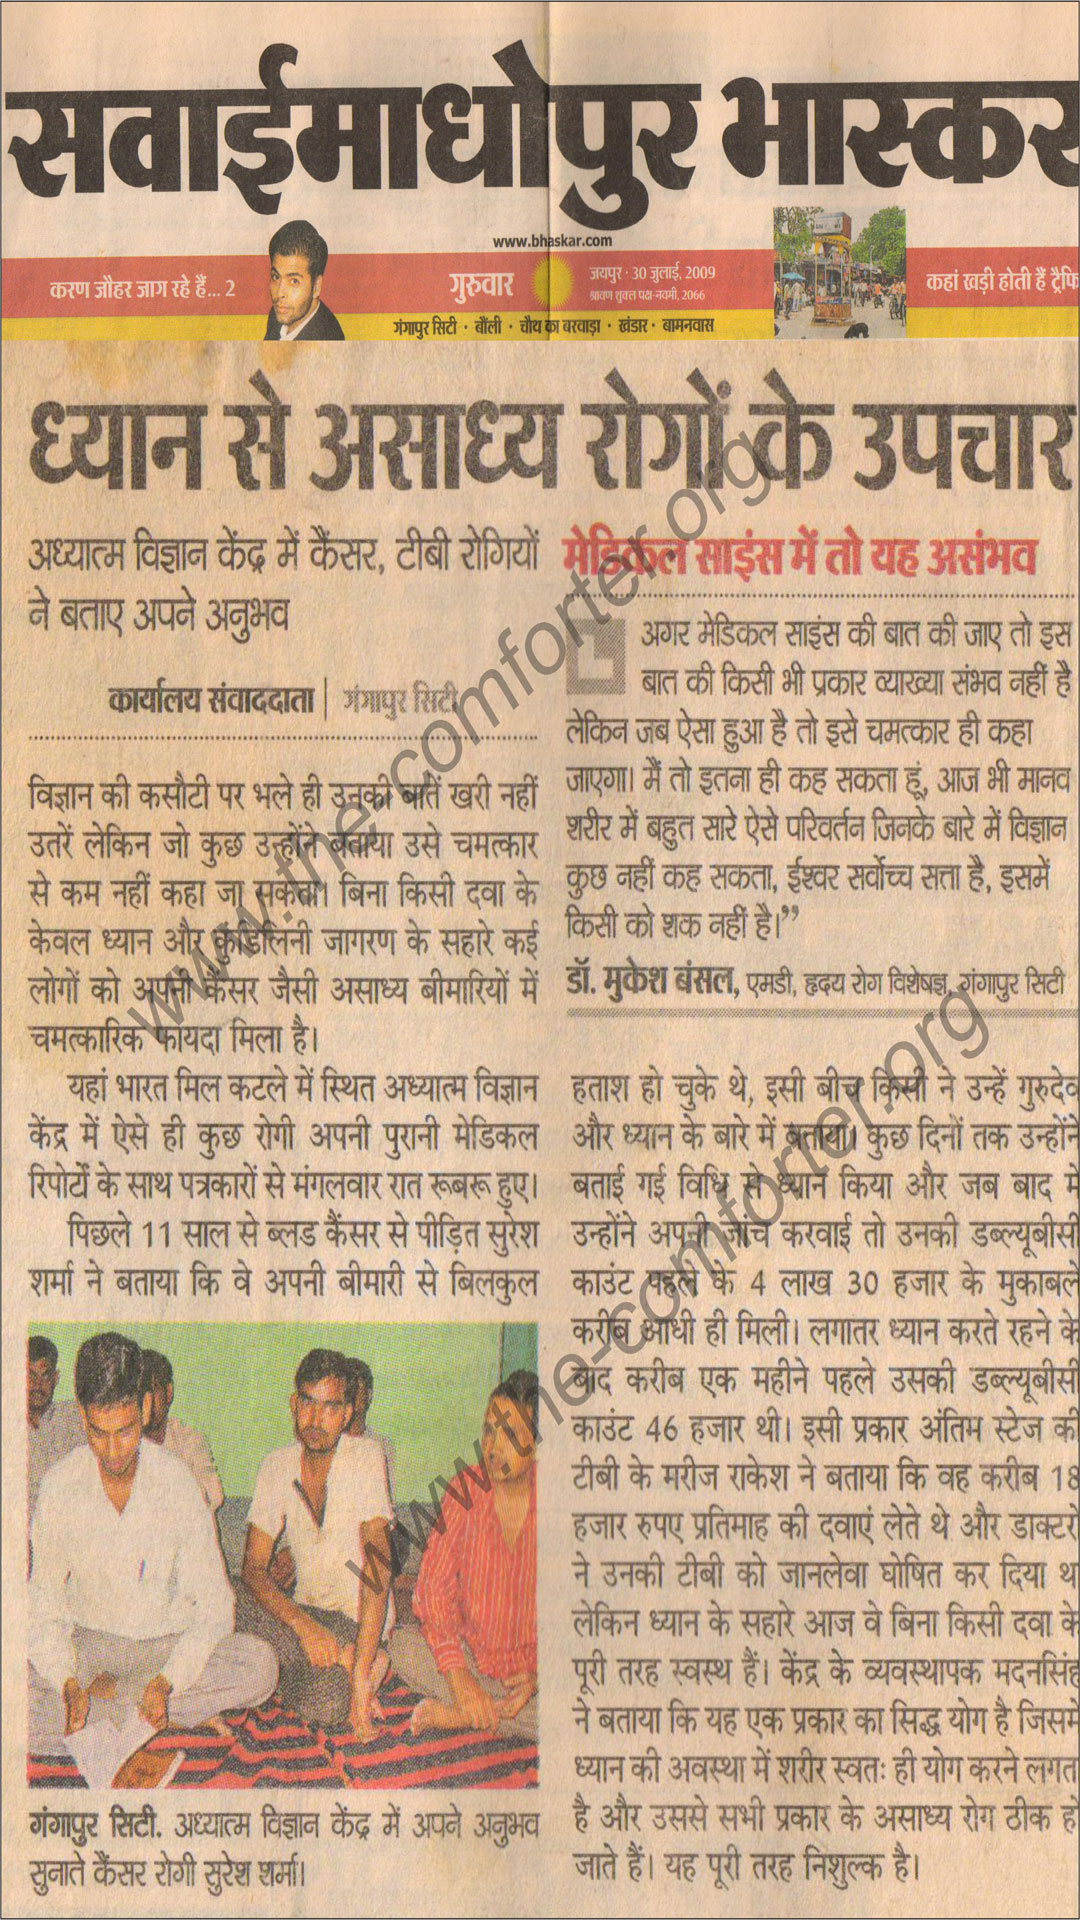 सवाईमाधोपुर भास्कर
www.bhaskar.com
करण जौहर जाग रहे हैं... 2
गुरुवार
जयपुर · 30 जुलाई, 2009
श्रावण शुक्ल पक्ष-नवमी, 2066
कहां खड़ी होती हैं ट्रैफि
गंगापुर सिटी · बौंली · चौथ का बरवाड़ा · खंडार · बामनवास
ध्यान से असाध्य रोगों के उपचार
अध्यात्म विज्ञान केंद्र में कैंसर, टीबी रोगियों
ने बताए अपने अनुभव
कार्यालय संवाददाता | गंगापुर सिटी
विज्ञान की कसौटी पर भले ही उनकी बातें खरी नहीं
उतरें लेकिन जो कुछ उन्होंने बताया उसे चमत्कार
से कम नहीं कहा जा सकता। बिना किसी दवा के
केवल ध्यान और कुंडिलिनी जागरण के सहारे कई
लोगों को अपनी कैंसर जैसी असाध्य बीमारियों में
चमत्कारिक फायदा मिला है।
यहां भारत मिल कटले में स्थित अध्यात्म विज्ञान
केंद्र में ऐसे ही कुछ रोगी अपनी पुरानी मेडिकल
रिपोर्टों के साथ पत्रकारों से मंगलवार रात रूबरू हुए।
पिछले 11 साल से ब्लड कैंसर से पीड़ित सुरेश
शर्मा ने बताया कि वे अपनी बीमारी से बिलकुल
गंगापुर सिटी. अध्यात्म विज्ञान केंद्र में अपने अनुभव
सुनाते कैंसर रोगी सुरेश शर्मा।
मेडिकल साइंस में तो यह असंभव
अगर मेडिकल साइंस की बात की जाए तो इस
बात की किसी भी प्रकार व्याख्या संभव नहीं है
लेकिन जब ऐसा हुआ है तो इसे चमत्कार ही कहा
जाएगा। मैं तो इतना ही कह सकता हूं, आज भी मानव
शरीर में बहुत सारे ऐसे परिवर्तन जिनके बारे में विज्ञान
कुछ नहीं कह सकता, ईश्वर सर्वोच्च सत्ता है, इसमें
किसी को शक नहीं है।”
डॉ. मुकेश बंसल, एमडी, हृदय रोग विशेषज्ञ, गंगापुर सिटी
हताश हो चुके थे, इसी बीच किसी ने उन्हें गुरुदेव
और ध्यान के बारे में बताया। कुछ दिनों तक उन्होंने
बताई गई विधि से ध्यान किया और जब बाद में
उन्होंने अपनी जांच करवाई तो उनकी डब्ल्यूबीसी
काउंट पहले के 4 लाख 30 हजार के मुकाबले
करीब आधी ही मिली। लगातर ध्यान करते रहने के
बाद करीब एक महीने पहले उसकी डब्ल्यूबीसी
काउंट 46 हजार थी। इसी प्रकार अंतिम स्टेज की
टीबी के मरीज राकेश ने बताया कि वह करीब 18
हजार रुपए प्रतिमाह की दवाएं लेते थे और डाक्टरो
ने उनकी टीबी को जानलेवा घोषित कर दिया थ
लेकिन ध्यान के सहारे आज वे बिना किसी दवा के
पूरी तरह स्वस्थ हैं। केंद्र के व्यवस्थापक मदनसिंह
ने बताया कि यह एक प्रकार का सिद्ध योग है जिसमे
ध्यान की अवस्था में शरीर स्वतः ही योग करने लगत
है और उससे सभी प्रकार के असाध्य रोग ठीक हो
जाते हैं। यह पूरी तरह निशुल्क है।
www.the-comforter.org
www.the-comforter.org